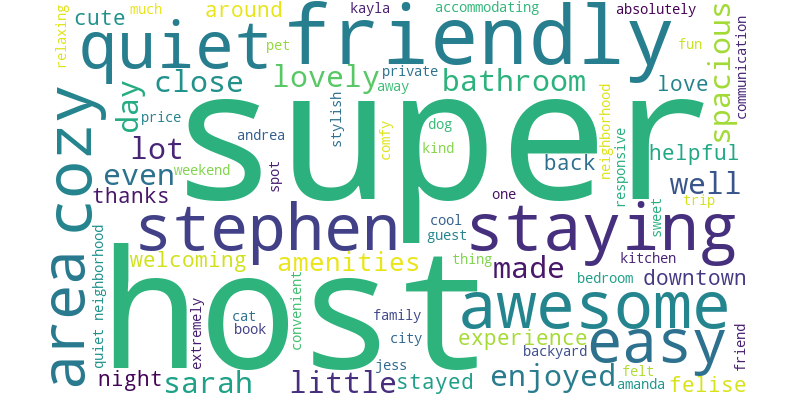 relaxing
cute
much
around
kayla
accommodating
absolutely
quiet
friendly
pet
fun
spacious
communication
day
close
lovely
private
away
bathroom
love
price
super
andrea
stylish
comfy
dog
kind
neighborhood
responsive
cozy
area
lot
even
weekend
spot
back
helpful
thanks
one
well
trip
sweet
stephen
cool
guest
staying
quiet neighborhood
welcoming
amenities
thing
made
kitchen
bedroom
downtown
host
extremely
cat
book
convenient
family
city
awesome
experience
easy
friend
backyard
jess
night
sarah
little
stayed
enjoyed
felt
amanda
felise